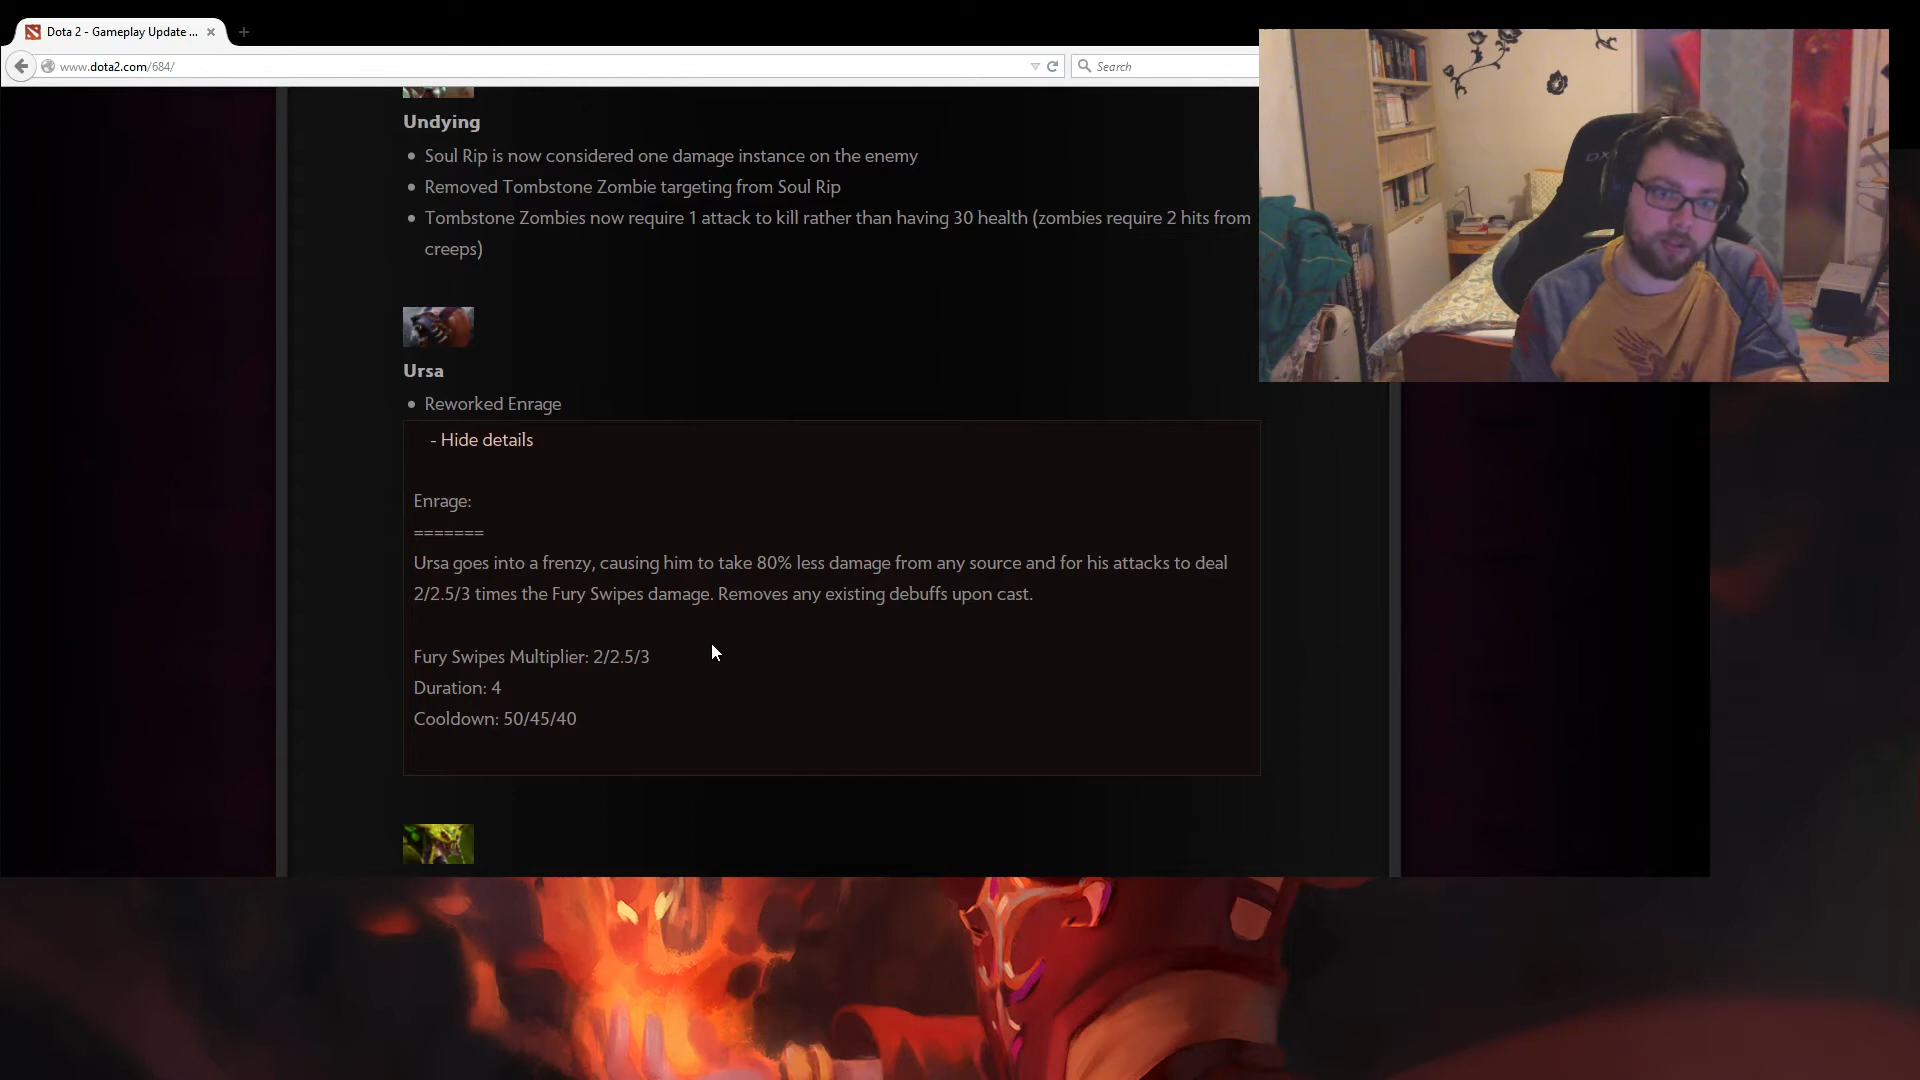 Dota 2 - Gameplay Update ...
www.dota2.com/684/
Search
Undying
• Soul Rip is now considered one damage instance on the enemy
• Removed Tombstone Zombie targeting from Soul Rip
• Tombstone Zombies now require 1 attack to kill rather than having 30 health (zombies require 2 hits from
creeps)
Ursa
• Reworked Enrage
- Hide details
Enrage:
=======
Ursa goes into a frenzy, causing him to take 80% less damage from any source and for his attacks to deal
2/2.5/3 times the Fury Swipes damage. Removes any existing debuffs upon cast.
Fury Swipes Multiplier: 2/2.5/3
Duration: 4
Cooldown: 50/45/40